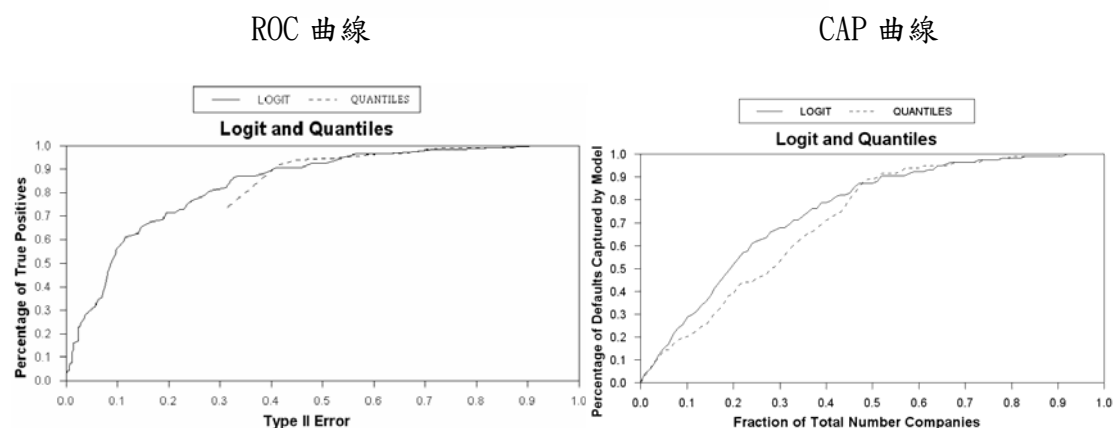 ROC 曲線
CAP 曲線
LOGIT QUANTILES
Logit and Quantiles
Percentage of True Positives
1.0
0.9
0.8
0.7
0.6
0.5
0.4
0.3
0.2
0.1
0.0
0.0 0.1 0.2 0.3 0.4 0.5 0.6 0.7 0.8 0.9 1.0
Type II Error
LOGIT QUANTILES
Logit and Quantiles
Percentage of Defaults Captured by Model
1.0
0.9
0.8
0.7
0.6
0.5
0.4
0.3
0.2
0.1
0.0
0.0 0.1 0.2 0.3 0.4 0.5 0.6 0.7 0.8 0.9 1.0
Fraction of Total Number Companies